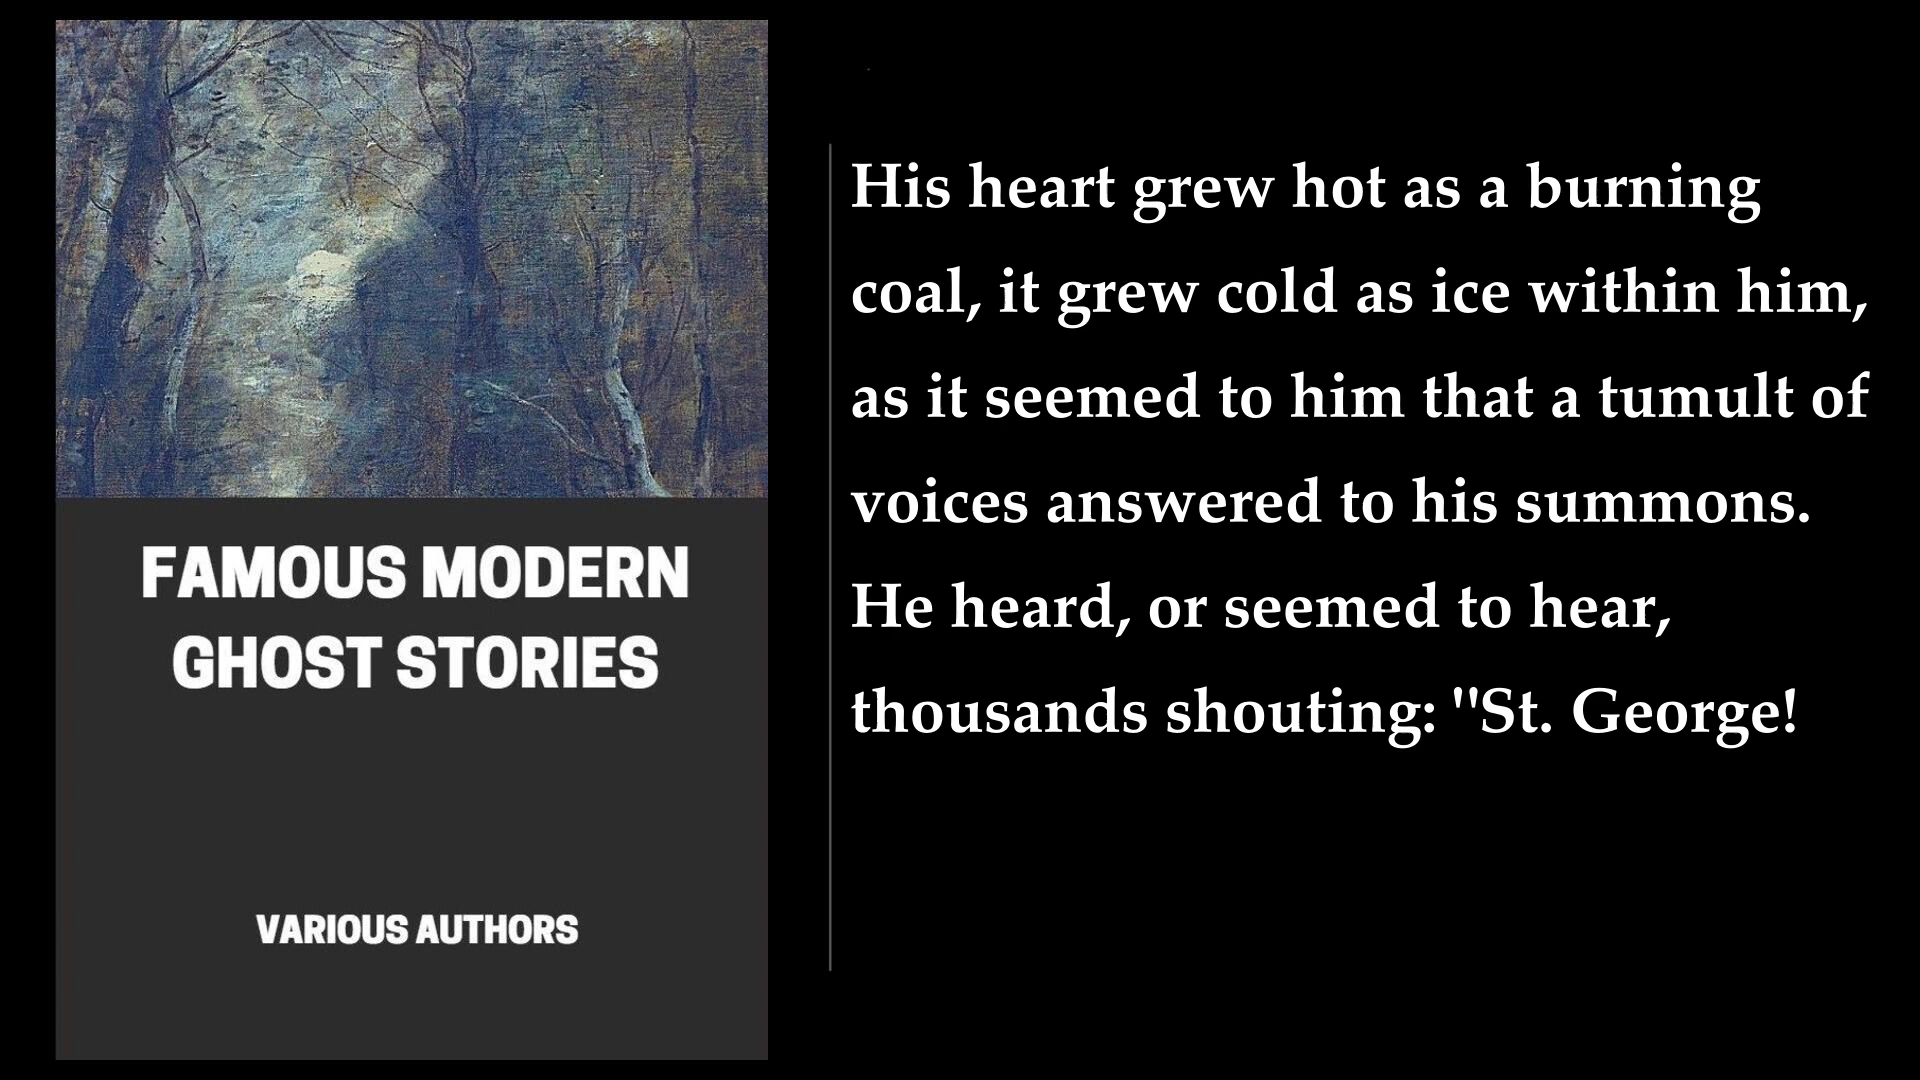 FAMOUS MODERN
GHOST STORIES
VARIOUS AUTHORS
His heart grew hot as a burning
coal, it grew cold as ice within him,
as it seemed to him that a tumult of
voices answered to his summons.
He heard, or seemed to hear,
thousands shouting: "St. George!